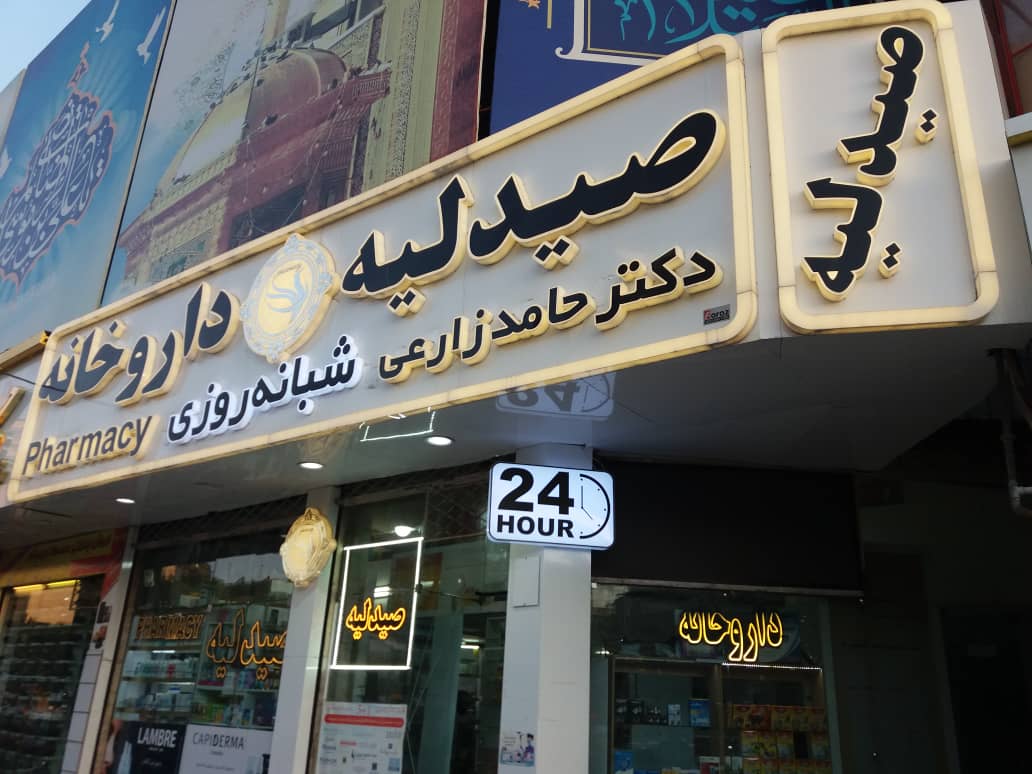 صیدلیه داروخانه
دکتر حامد زارعی شبانه‌روزی
Pharmacy
صیدلیه
24
HOUR
صیدلیه
داروخانه
PHARMACY
صیدلیه
LAMBRE
CAPIDERMA